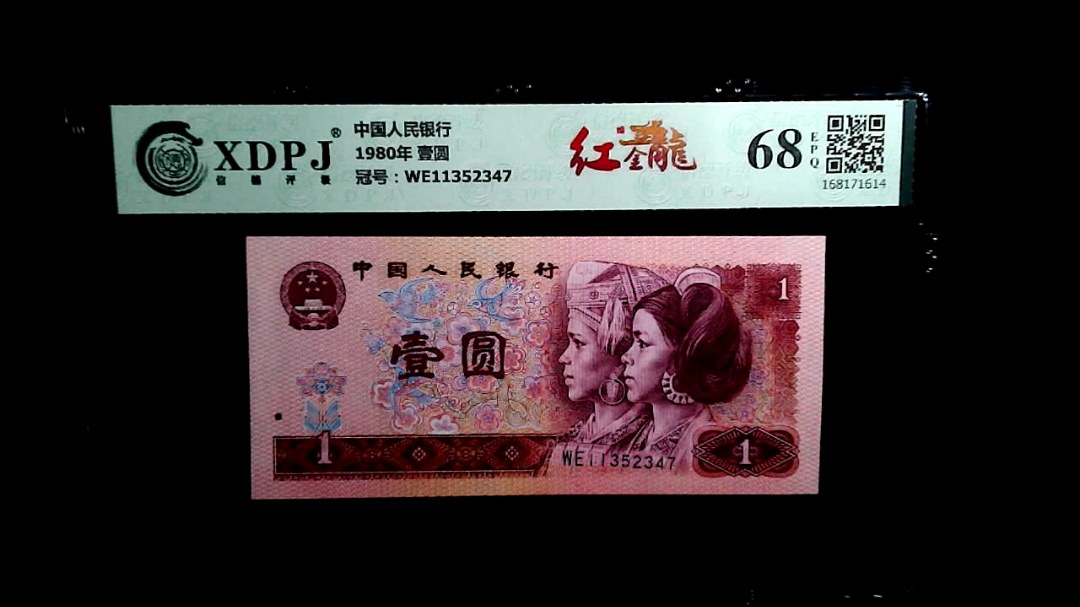 XDPJ®
信德评级
中国人民银行
1980年 壹圆
冠号：WE11352347
红金龍
68
EPQ
168171614
中国人民银行
1
壹圆
1
WE11352347
1